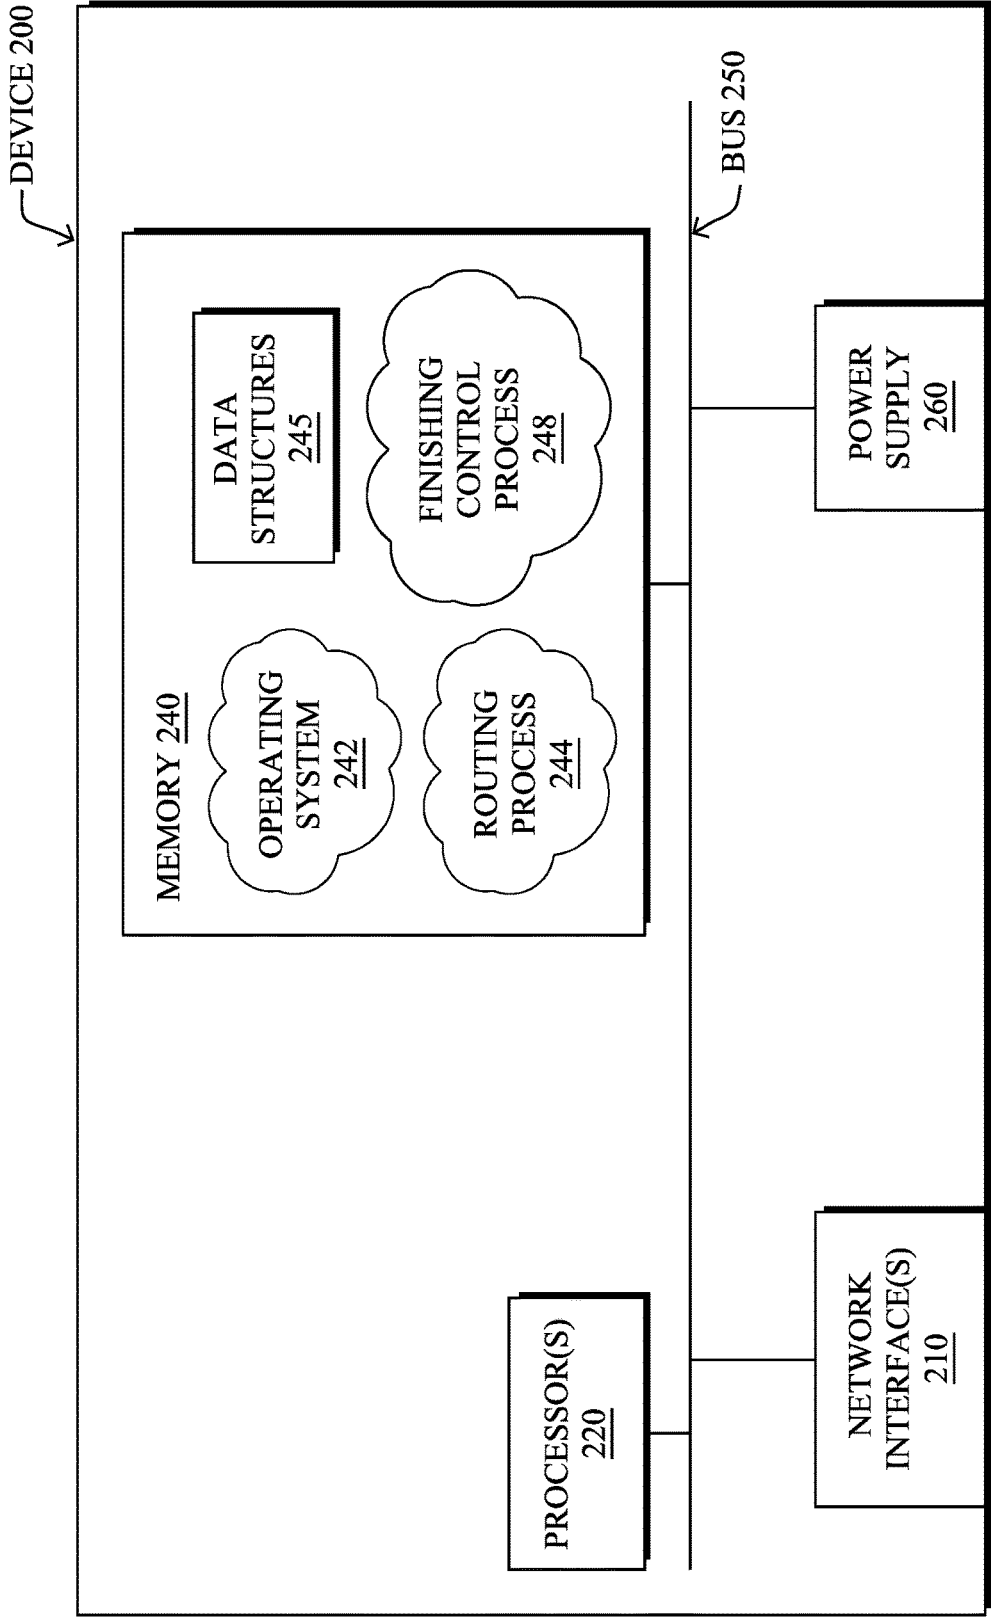 DEVICE 200
MEMORY 240
OPERATING
SYSTEM
242
DATA
STRUCTURES
245
ROUTING
PROCESS
244
FINISHING
CONTROL
PROCESS
248
PROCESSOR(S)
220
BUS 250
NETWORK
INTERFACE(S)
210
POWER
SUPPLY
260